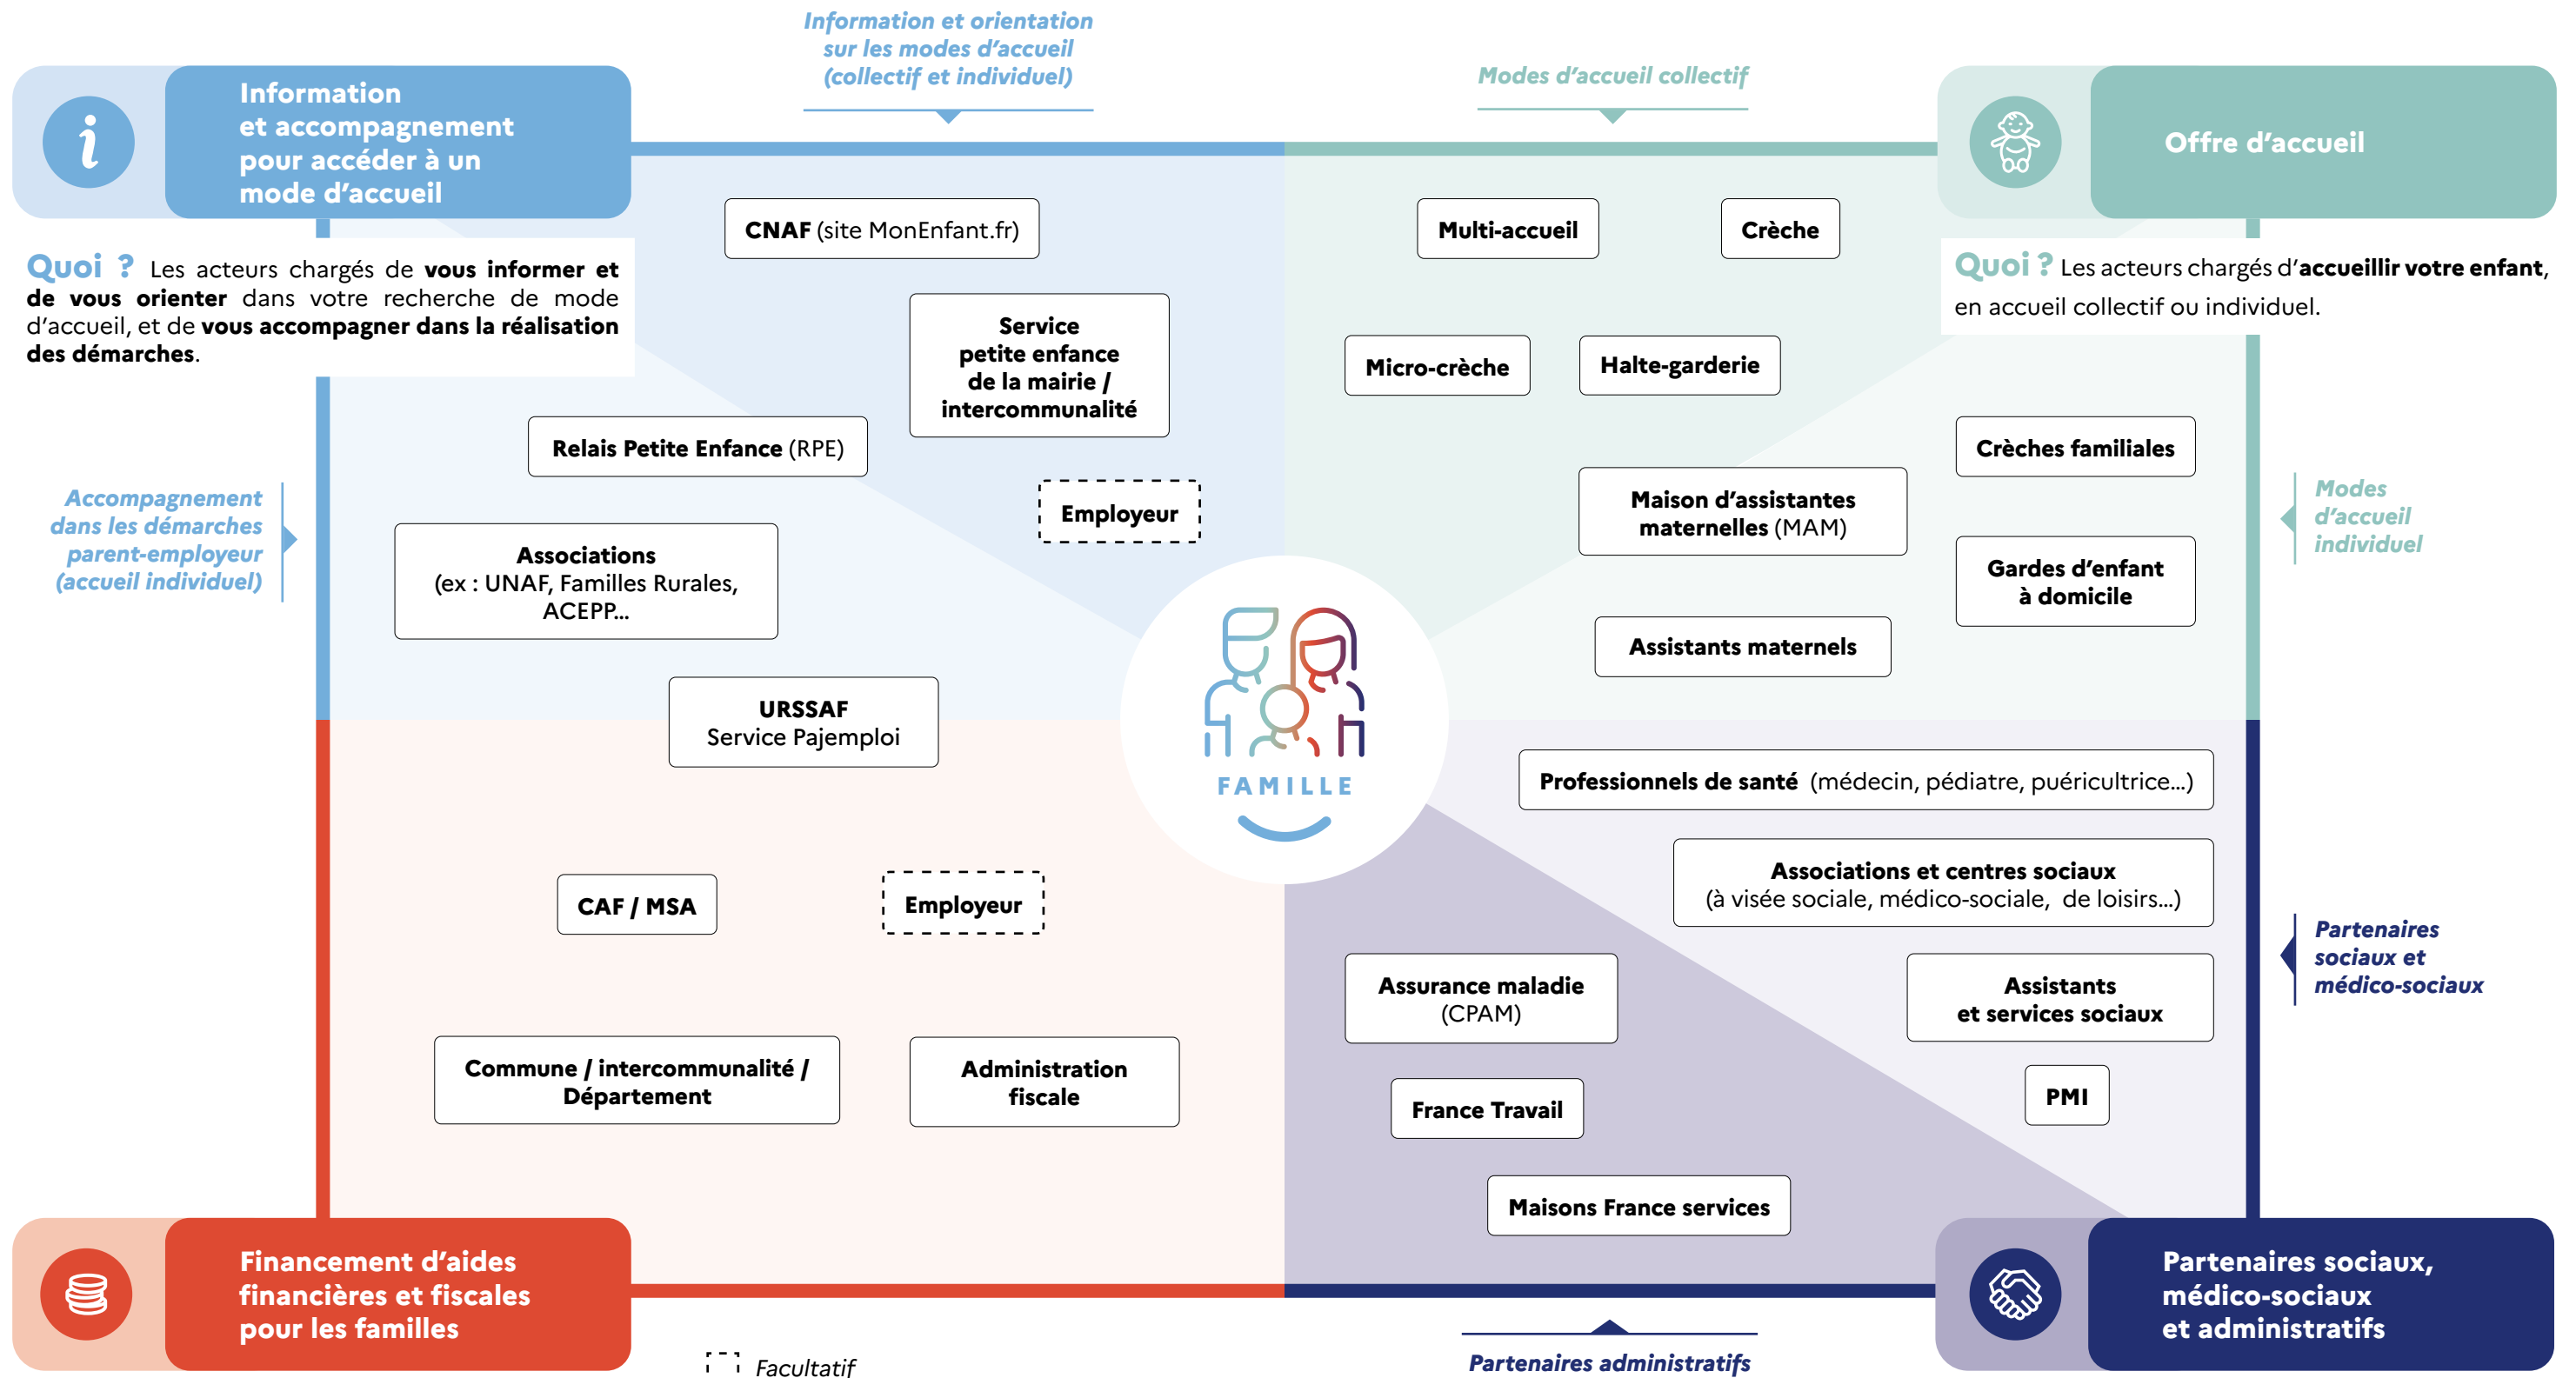 Information et orientation
sur les modes d’accueil
(collectif et individuel)
Modes d’accueil collectif
Information
et accompagnement
pour accéder à un
mode d’accueil
Offre d’accueil
Quoi ? Les acteurs chargés de vous informer et
de vous orienter dans votre recherche de mode
d’accueil, et de vous accompagner dans la réalisation
des démarches.
Quoi ? Les acteurs chargés d’accueillir votre enfant,
en accueil collectif ou individuel.
CNAF (site MonEnfant.fr)
Service
petite enfance
de la mairie /
intercommunalité
Relais Petite Enfance (RPE)
Employeur
Accompagnement
dans les démarches
parent-employeur
(accueil individuel)
Associations
(ex : UNAF, Familles Rurales,
ACEPP...
URSSAF
Service Pajemploi
Multi-accueil
Crèche
Micro-crèche
Halte-garderie
Crèches familiales
Maison d’assistantes
maternelles (MAM)
Gardes d’enfant
à domicile
Assistants maternels
Modes
d’accueil
individuel
FAMILLE
CAF / MSA
Employeur
Commune / intercommunalité /
Département
Administration
fiscale
Professionnels de santé (médecin, pédiatre, puéricultrice...)
Associations et centres sociaux
(à visée sociale, médico-sociale, de loisirs...)
Assurance maladie
(CPAM)
Assistants
et services sociaux
France Travail
PMI
Maisons France services
Partenaires
sociaux et
médico-sociaux
Financement d’aides
financières et fiscales
pour les familles
Partenaires sociaux,
médico-sociaux
et administratifs
Facultatif
Partenaires administratifs